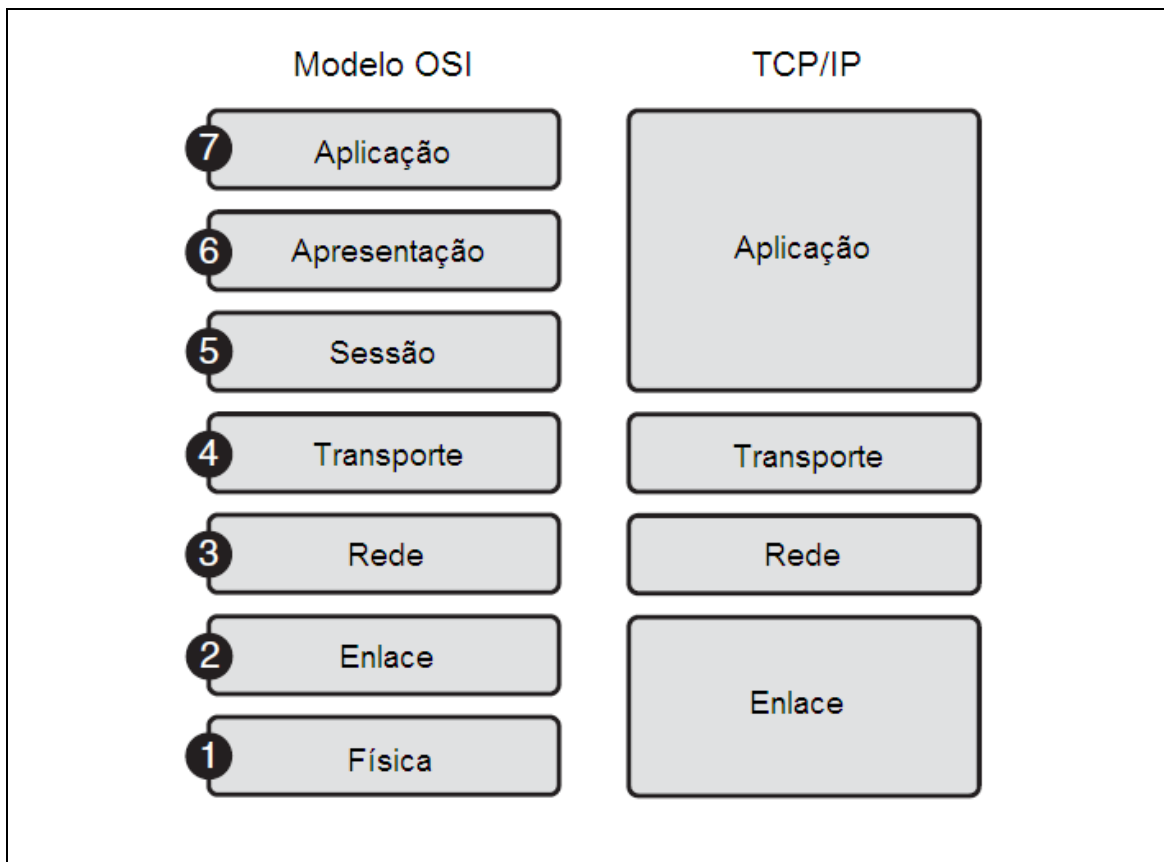 Modelo OSI
TCP/IP
7 Aplicação
6 Apresentação
5 Sessão
Aplicação
4 Transporte
Transporte
3 Rede
Rede
2 Enlace
1 Física
Enlace